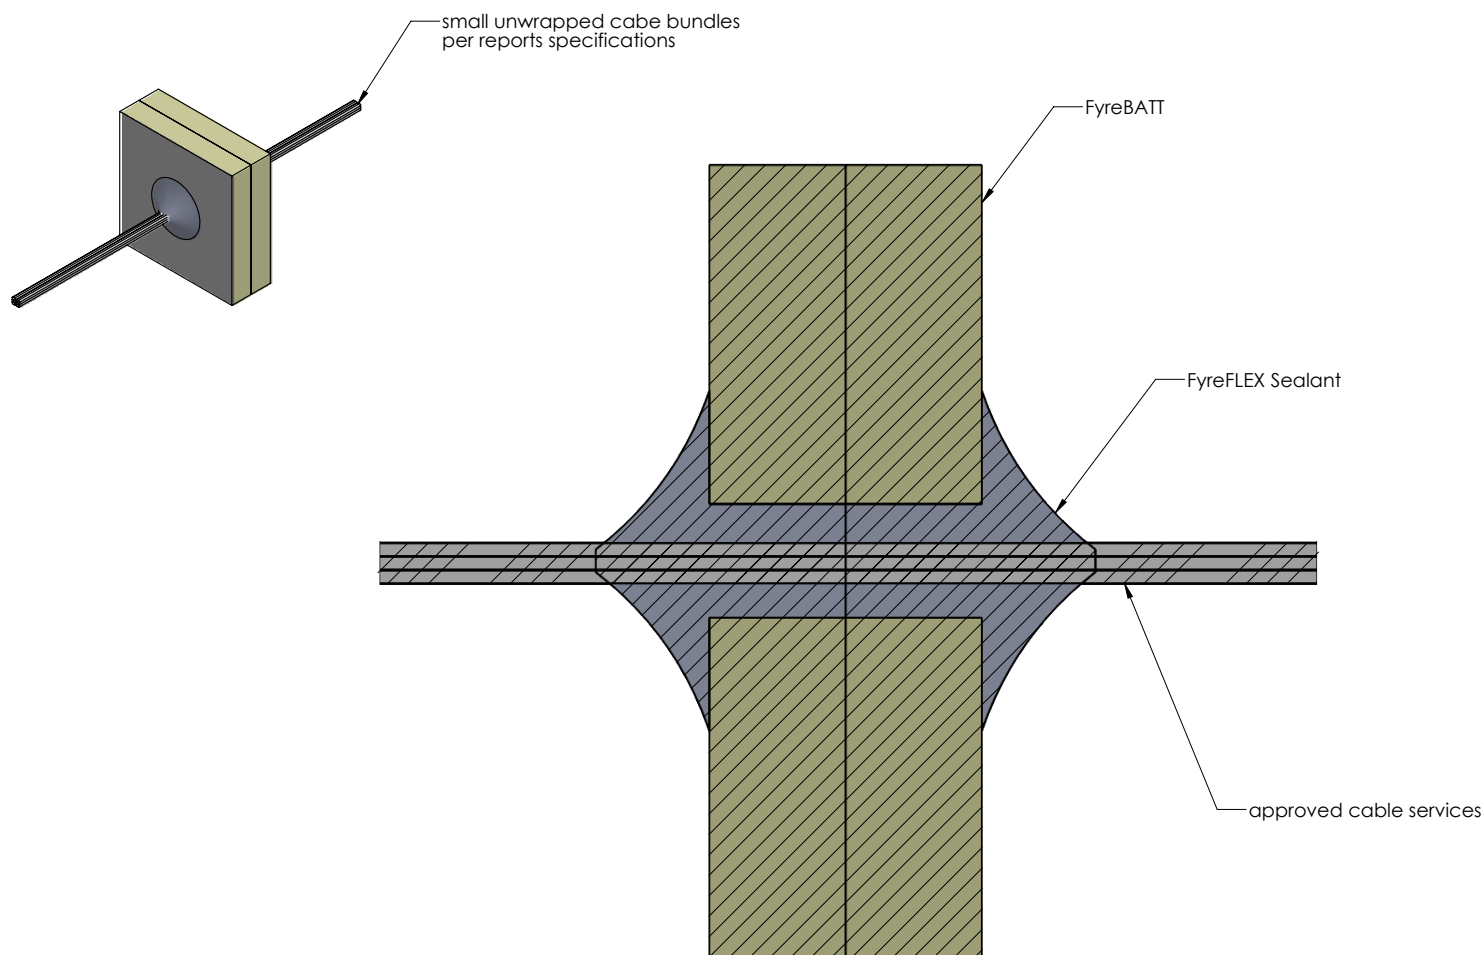 small unwrapped cabe bundles
per reports specifications
FyreBATT
FyreFLEX Sealant
approved cable services